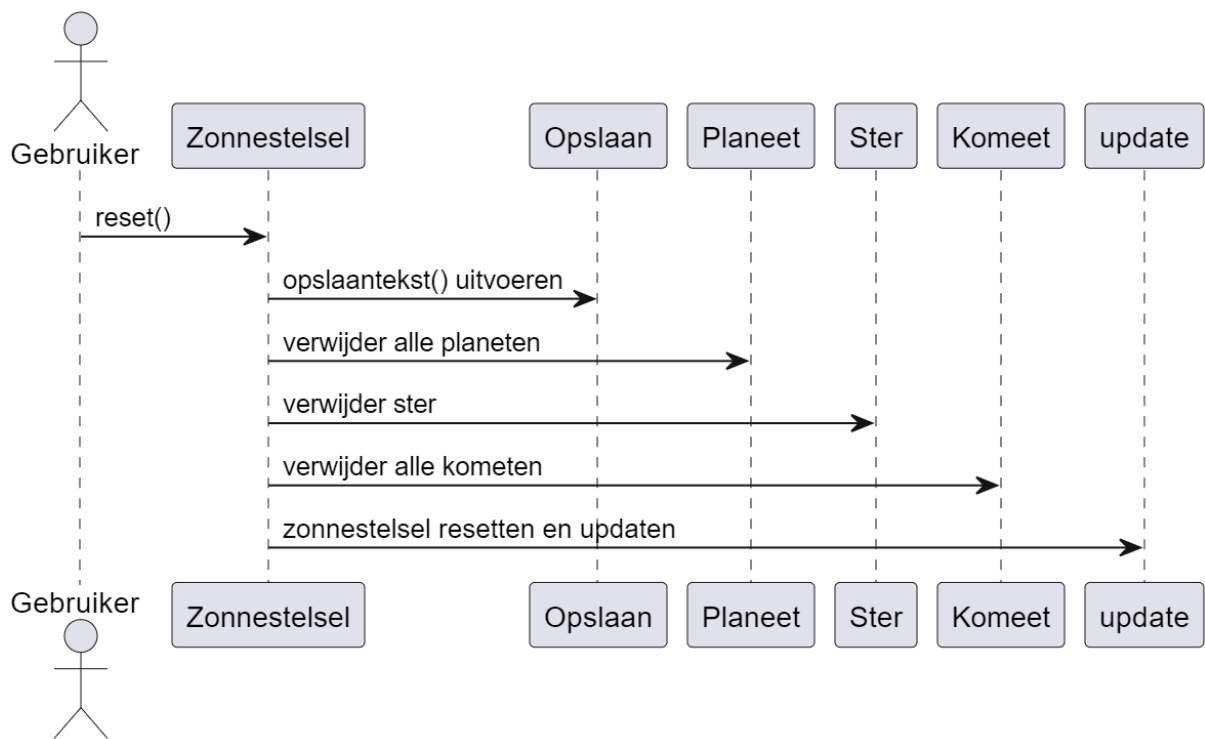 Gebruiker
Zonnestelsel
Opslaan
Planeet
Ster
Komeet
update
reset()
opslaantekst() uitvoeren
verwijder alle planeten
verwijder ster
verwijder alle kometen
zonnestelsel resetten en updaten
Gebruiker
Zonnestelsel
Opslaan
Planeet
Ster
Komeet
update